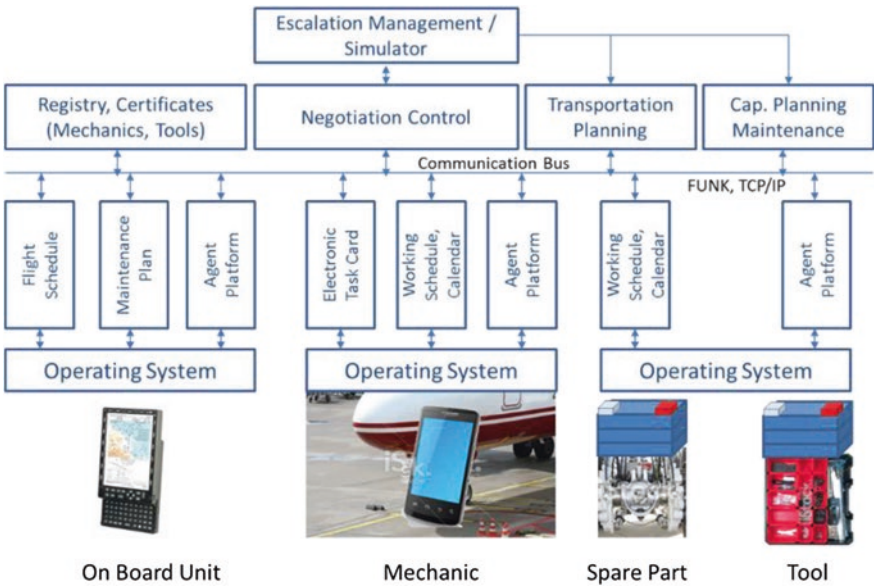 Escalation Management /
Simulator
Registry, Certificates
(Mechanics, Tools)
Negotiation Control
Transportation
Planning
Cap. Planning
Maintenance
Communication Bus
FUNK, TCP/IP
Flight
Schedule
Maintenance
Plan
Agent
Platform
Electronic
Task Card
Working
Schedule,
Calendar
Agent
Platform
Working
Schedule,
Calendar
Agent
Platform
Operating System
Operating System
Operating System
On Board Unit
Mechanic
Spare Part
Tool